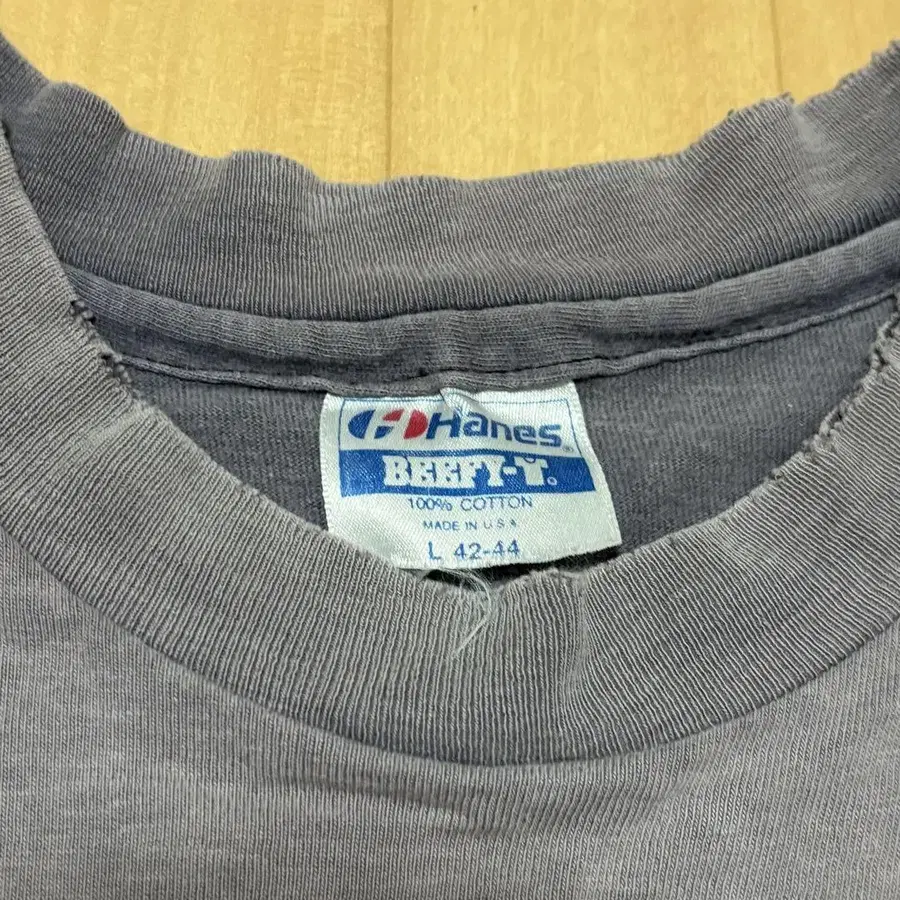 Hanes®
BEEFY-T®
100% COTTON
MADE IN U.S.A.
L 42-44